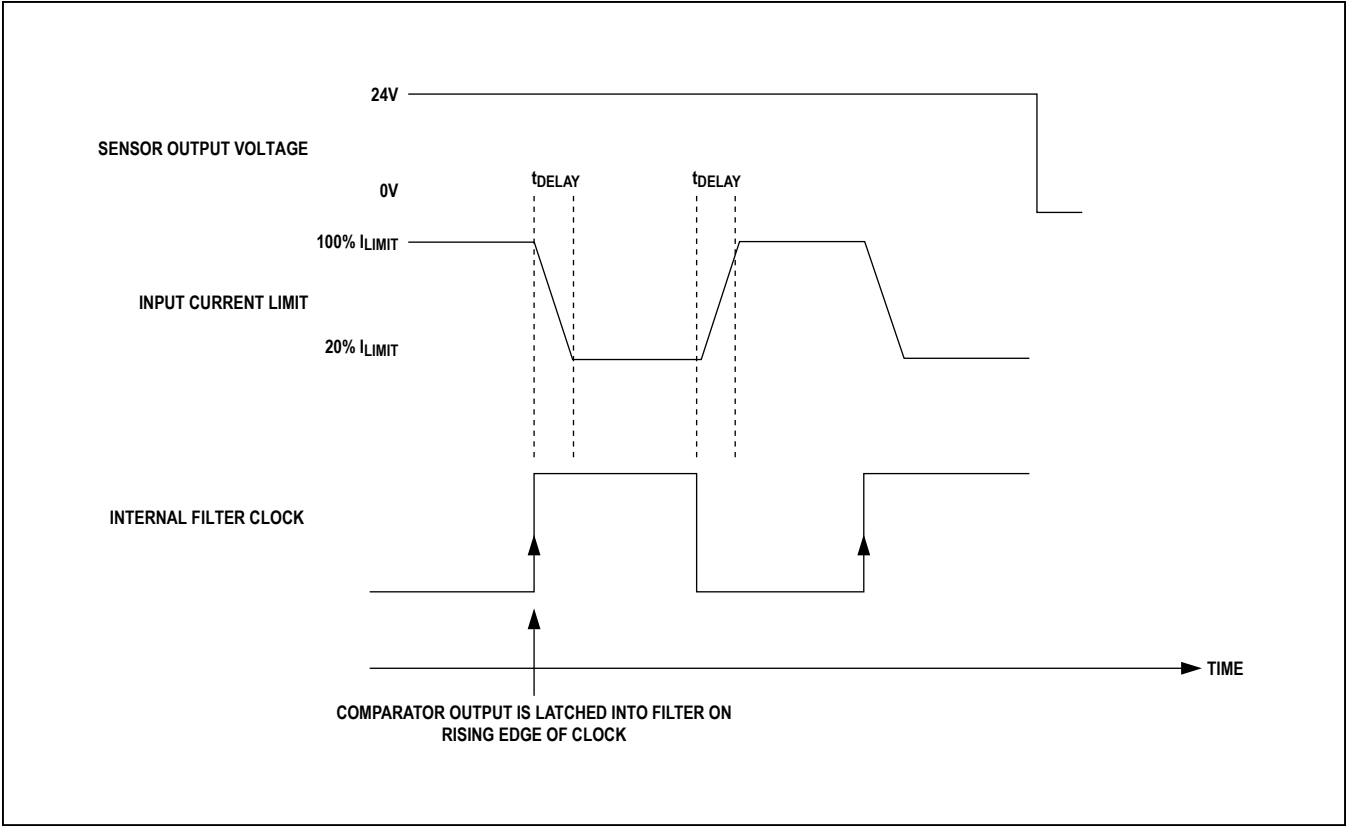 24V
SENSOR OUTPUT VOLTAGE
0V
tDELAY
tDELAY
100% ILIMIT
INPUT CURRENT LIMIT
20% ILIMIT
INTERNAL FILTER CLOCK
TIME
COMPARATOR OUTPUT IS LATCHED INTO FILTER ON
RISING EDGE OF CLOCK